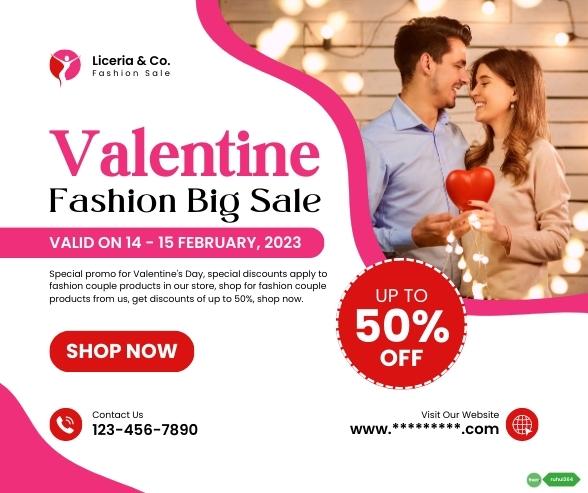 Liceria & Co.
Fashion Sale
Valentine
Fashion Big Sale
VALID ON 14 - 15 FEBRUARY, 2023
Special promo for Valentine's Day, special discounts apply to
fashion couple products in our store, shop for fashion couple
products from us, get discounts of up to 50%, shop now.
UP TO
50%
OFF
SHOP NOW
Contact Us
123-456-7890
Visit Our Website
www.*********.com
fiverr
ruhul364